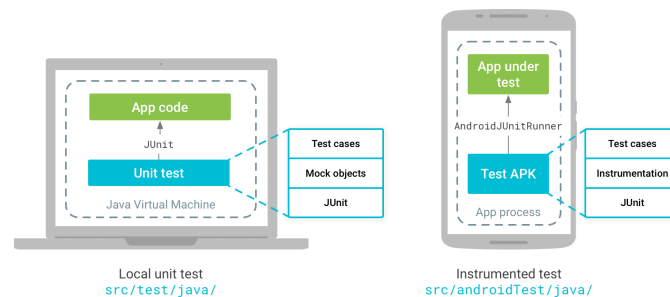 App code
JUnit
Unit test
Java Virtual Machine
Test cases
Mock objects
JUnit
Local unit test
src/test/java/
App under
test
AndroidJUnitRunner
Test APK
App process
Test cases
Instrumentation
JUnit
Instrumented test
src/androidTest/java/